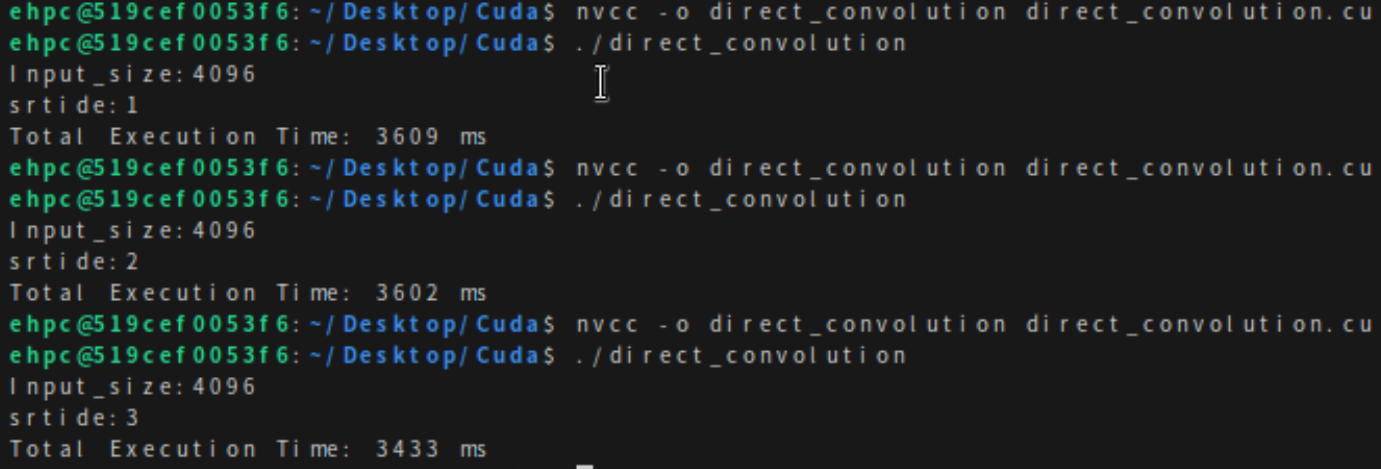 ehpc@519cef0053f6:~/Desktop/Cuda$ nvcc -o direct_convolution direct_convolution.cu
ehpc@519cef0053f6:~/Desktop/Cuda$ ./direct_convolution
Input_size:4096
srtide:1
Total Execution Time: 3609 ms
ehpc@519cef0053f6:~/Desktop/Cuda$ nvcc -o direct_convolution direct_convolution.cu
ehpc@519cef0053f6:~/Desktop/Cuda$ ./direct_convolution
Input_size:4096
srtide:2
Total Execution Time: 3602 ms
ehpc@519cef0053f6:~/Desktop/Cuda$ nvcc -o direct_convolution direct_convolution.cu
ehpc@519cef0053f6:~/Desktop/Cuda$ ./direct_convolution
Input_size:4096
srtide:3
Total Execution Time: 3433 ms